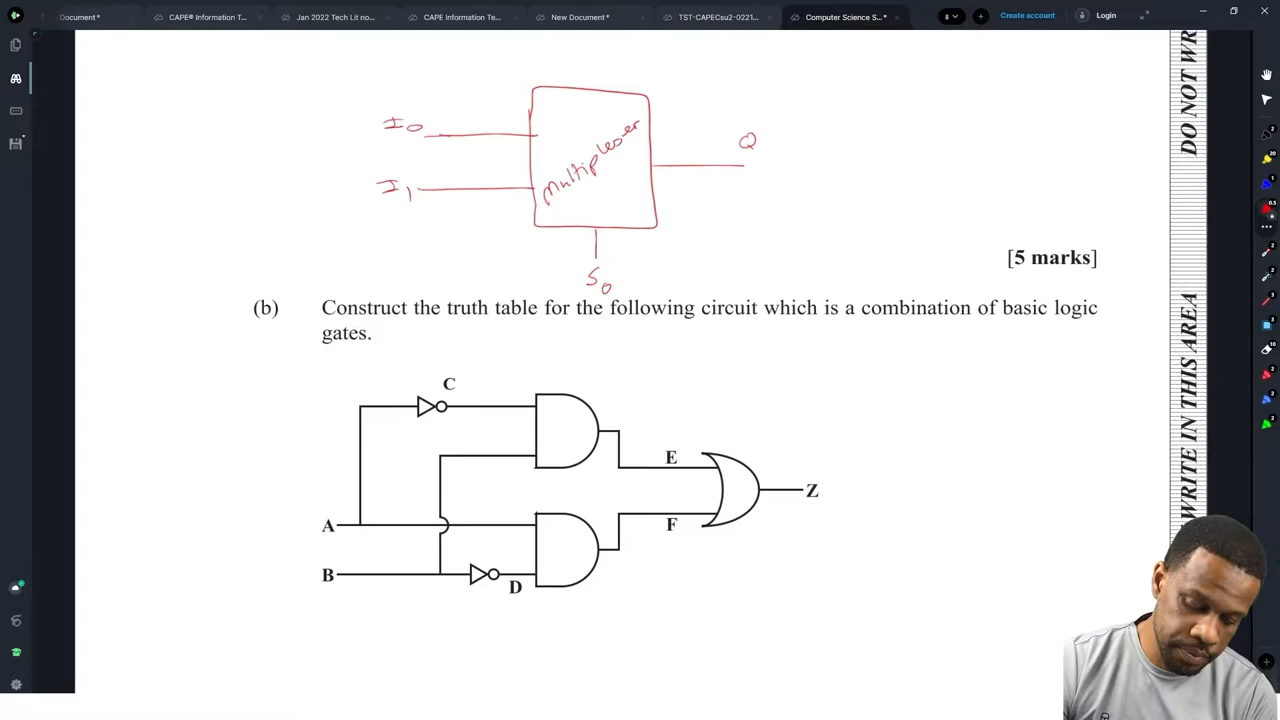 Document *
CAPE® Information T...
Jan 2022 Tech Lit no...
CAPE Information Te...
New Document *
TST-CAPECsu2-0221...
Computer Science S...*
8
Create account
Login
I0
I1
Multiplexer
Q
S0
[5 marks]
(b) Construct the truth table for the following circuit which is a combination of basic logic
gates.
C
E
Z
A
F
B
D
DO NOT WR
WRITE IN THIS AREA